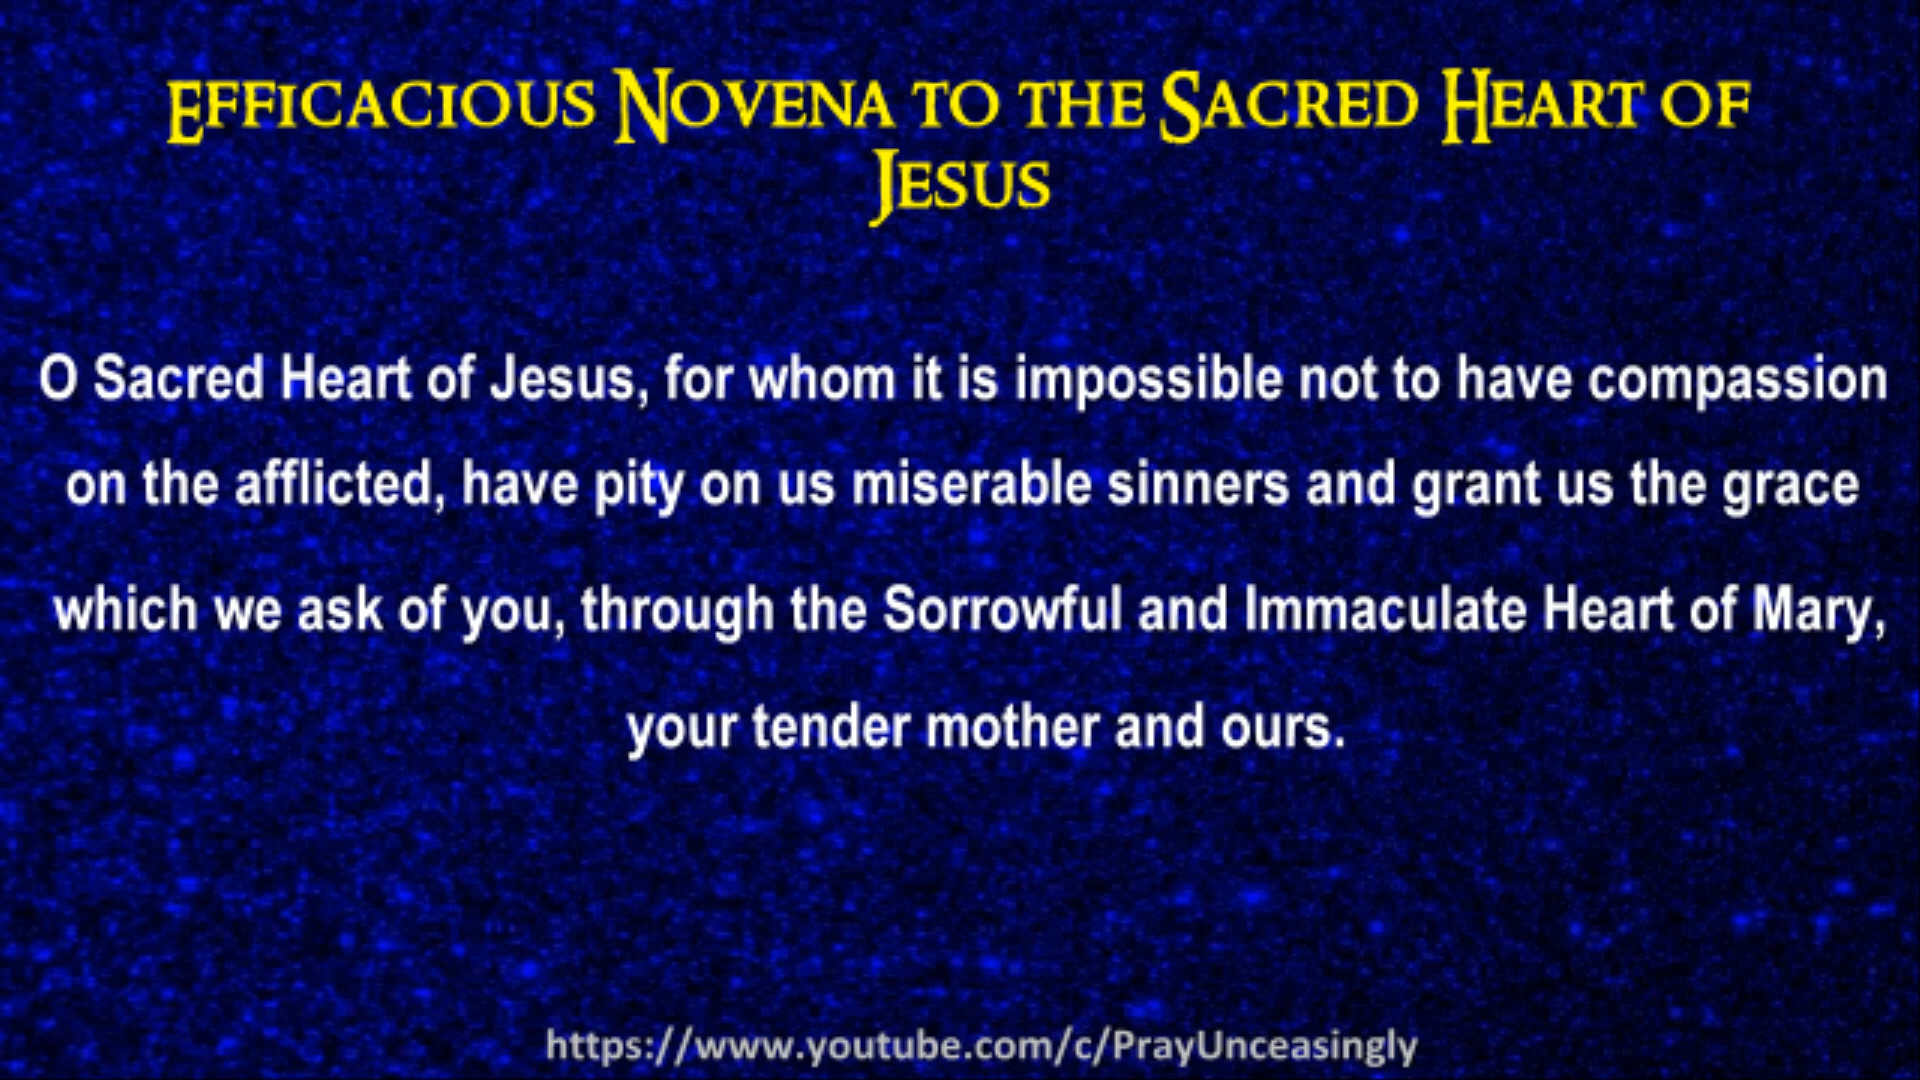 Efficacious Novena to the Sacred Heart of
Jesus
O Sacred Heart of Jesus, for whom it is impossible not to have compassion
on the afflicted, have pity on us miserable sinners and grant us the grace
which we ask of you, through the Sorrowful and Immaculate Heart of Mary,
your tender mother and ours.
https://www.youtube.com/c/PrayUnceasingly